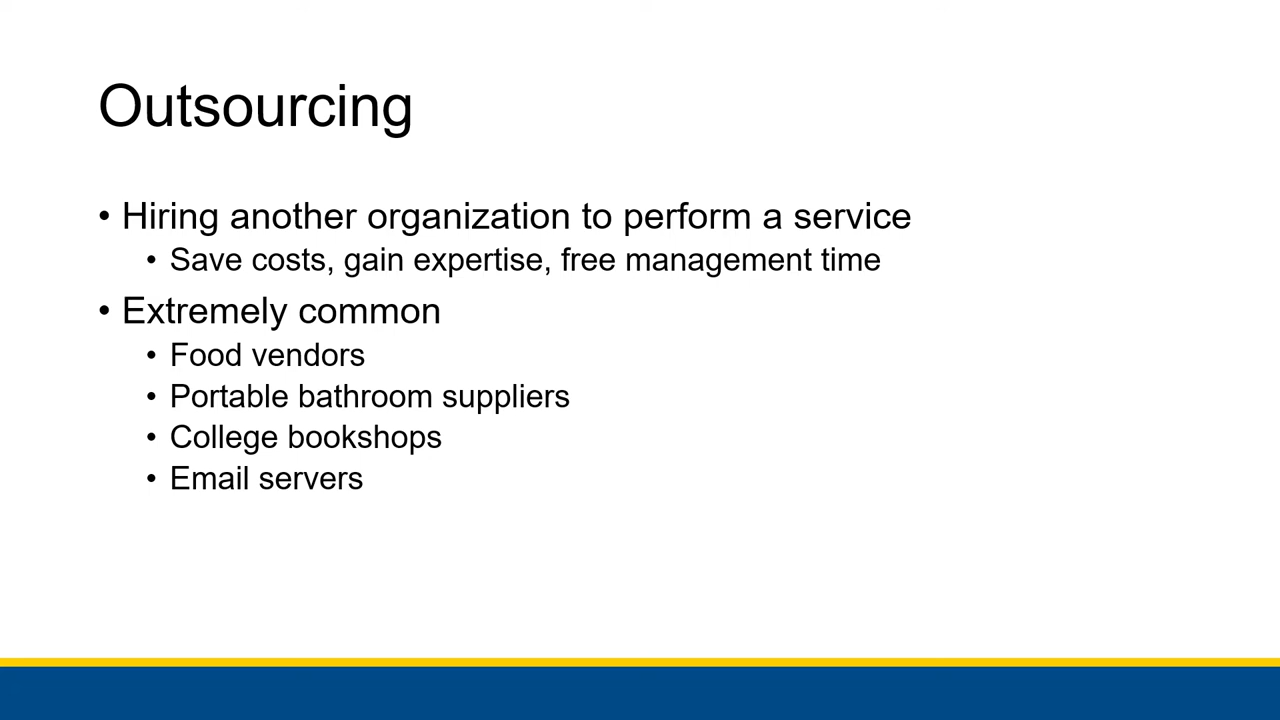 Outsourcing
• Hiring another organization to perform a service
• Save costs, gain expertise, free management time
• Extremely common
• Food vendors
• Portable bathroom suppliers
• College bookshops
• Email servers